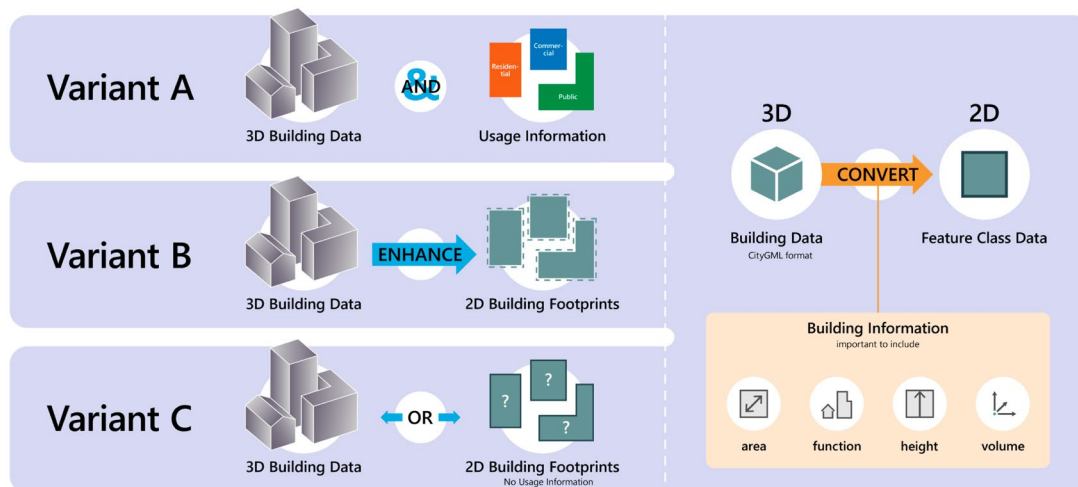 Variant A
3D Building Data
&
AND
Residen-
tial
Commer-
cial
Public
Usage Information
Variant B
3D Building Data
ENHANCE
2D Building Footprints
Variant C
3D Building Data
OR
?
?
?
2D Building Footprints
No Usage Information
3D
2D
CONVERT
Building Data
CityGML format
Feature Class Data
Building Information
important to include
area
function
height
volume